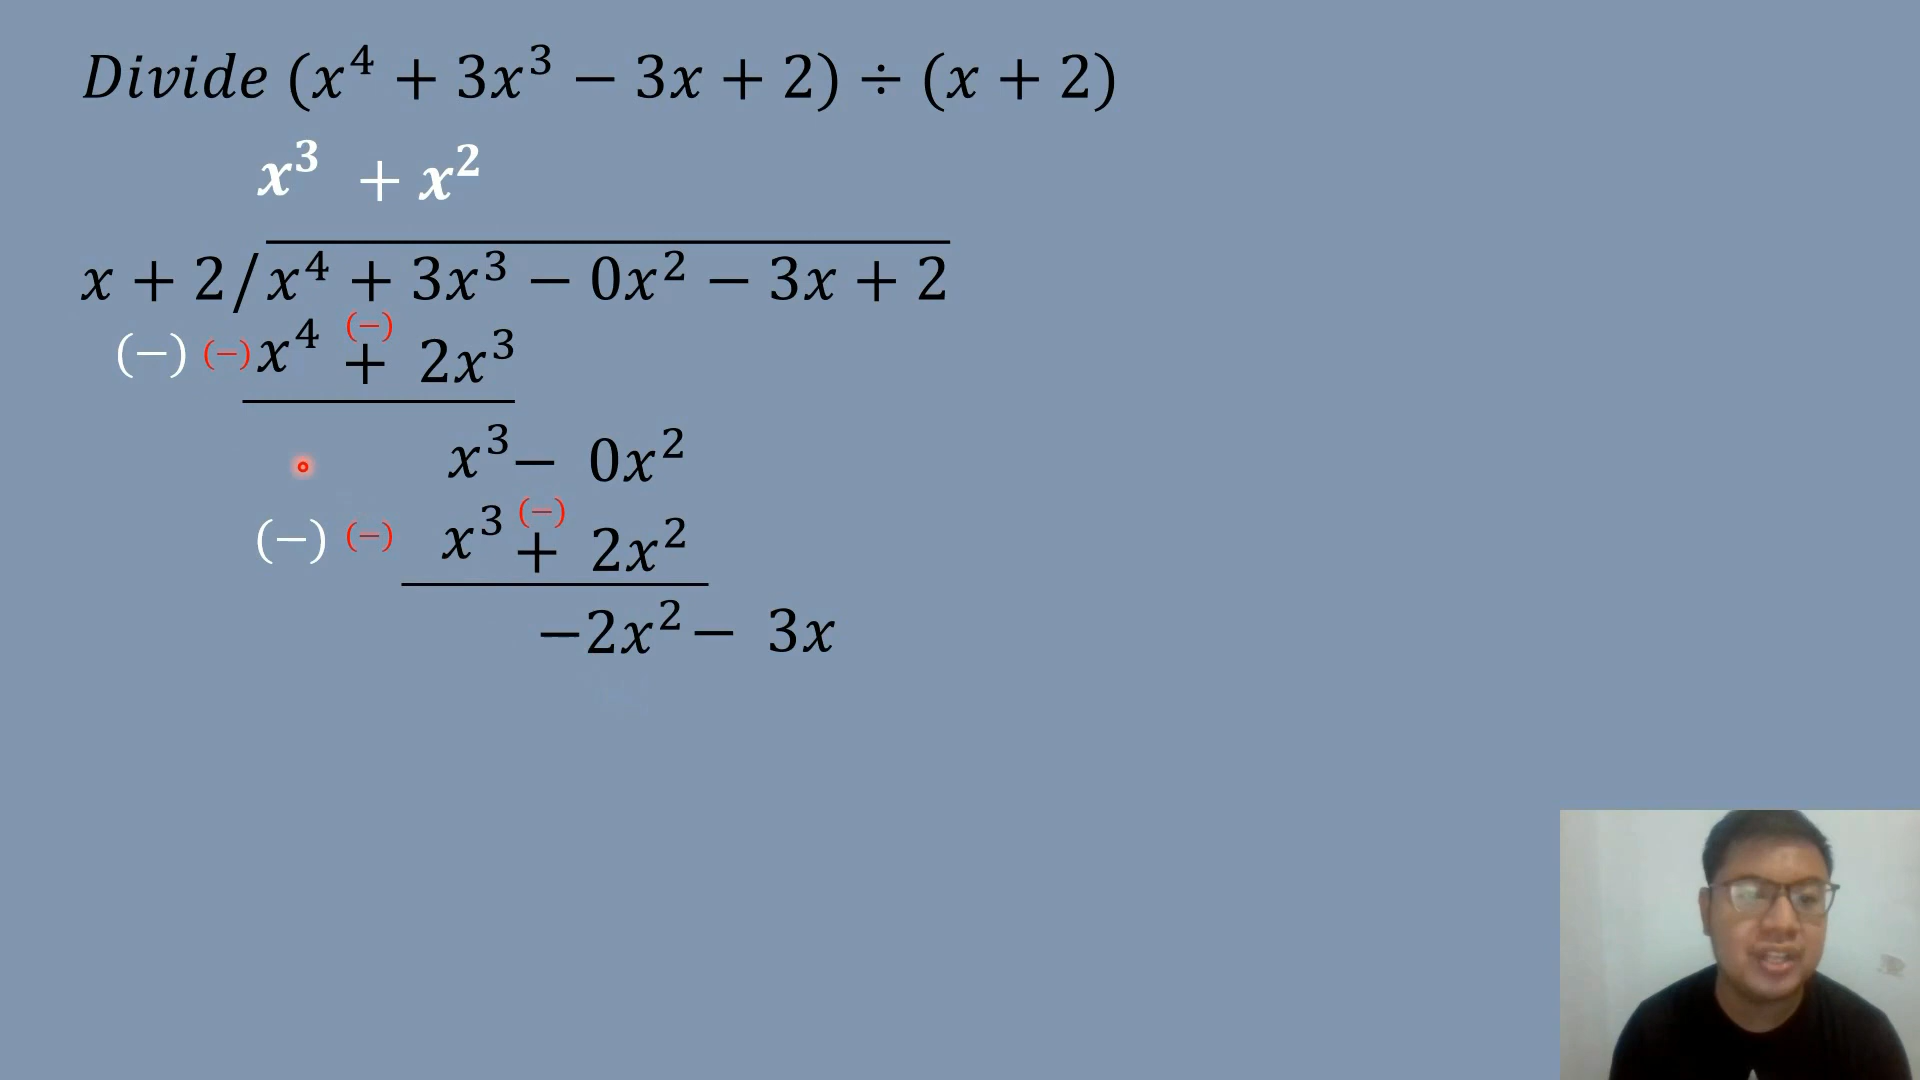 Divide (x⁴ + 3x³ − 3x + 2) ÷ (x + 2)
x³ + x²
x + 2/x⁴ + 3x³ − 0x² − 3x + 2
(−)
(−) (−) x⁴ + 2x³
x³ − 0x²
(−)
(−) (−) x³ + 2x²
−2x² − 3x